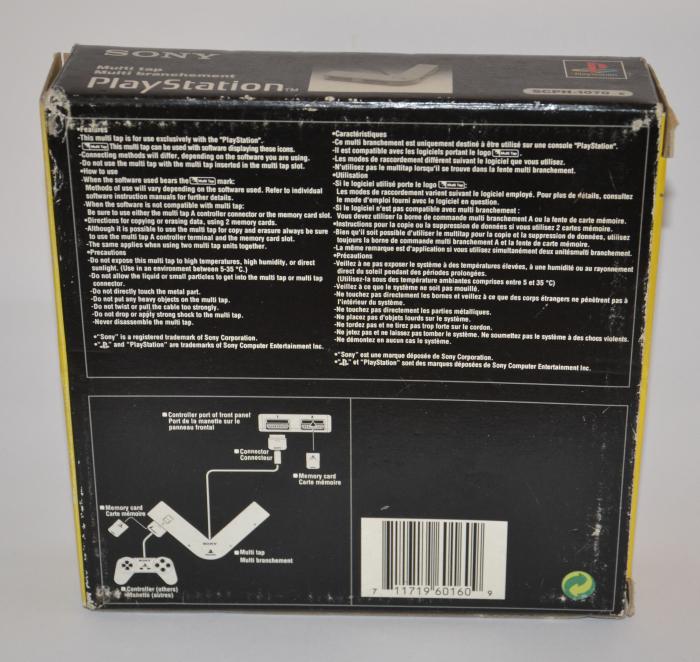 SONY
Multi tap
Multi branchement
PlayStation™
PlayStation
SCPH-1070
•Features
-This multi tap is for use exclusively with the "PlayStation".
- Multi Tap This multi tap can be used with software displaying these icons.
-Connecting methods will differ, depending on the software you are using.
-Do not use the multi tap with the multi tap inserted in the multi tap slot.
•How to use
-When the software used bears the Multi Tap mark:
Methods of use will vary depending on the software used. Refer to individual
software instruction manuals for further details.
-When the software is not compatible with multi tap:
Be sure to use either the multi tap A controller or the memory card slot.
•Directions for copying or erasing data, using 2 memory cards.
-Although it is possible to use the multi tap for copy and erasure always be sure
to use the multi tap A controller terminal and the memory card slot.
-The same applies when using two multi tap units together.
•Precautions
-Do not expose this multi tap to high temperatures, high humidity, or direct
sunlight. (Use in an environment between 5-35 °C.)
-Do not allow the liquid or small particles to get into the multi tap or multi tap
connector.
-Do not directly touch the metal part.
-Do not put any heavy objects on the multi tap.
-Do not twist or pull the cable too strongly.
-Do not drop or apply strong shock to the multi tap.
-Never disassemble the multi tap.
•"Sony" is a registered trademark of Sony Corporation.
•" " and "PlayStation" are trademarks of Sony Computer Entertainment Inc.
•Caractéristiques
-Ce multi branchement est uniquement destiné à être utilisé sur une console "PlayStation".
-Il est compatible avec les logiciels portant le logo Multi Tap.
-Les modes de raccordement diffèrent suivant le logiciel que vous utilisez.
-N'utilisez pas le multitap lorsqu'il se trouve dans la fente multi branchement.
•Utilisation
-Si le logiciel utilisé porte le logo Multi Tap:
Les modes de raccordement varient suivant le logiciel employé. Pour plus de détails, consultez
le mode d'emploi fourni avec le logiciel en question.
-Si le logiciel n'est pas compatible avec multi branchement :
Vous devez utiliser la borne de commande multi branchement A ou la fente de carte mémoire.
•Instructions pour la copie ou la suppression de données si vous utilisez 2 cartes mémoire.
-Bien qu'il soit possible d'utiliser le multitap pour la copie et la suppression de données, utilisez
toujours la borne de commande multi branchement A et la fente de carte mémoire.
-La même remarque est d'application si vous utilisez simultanément deux unitésmulti branchement.
•Précautions
-Veillez à ne pas exposer le système à des températures élevées, à une humidité ou au rayonnement
direct du soleil pendant des périodes prolongées.
(Utilisez-la sous des température ambiantes comprises entre 5 et 35 °C)
-Veillez à ce que le système ne soit pas mouillé.
-Ne touchez pas directement les bornes et veillez à ce que des corps étrangers ne pénètrent pas à
l'intérieur du système.
-Ne touchez pas directement les parties métalliques.
-Ne placez pas d'objets lourds sur le système.
-Ne tordez pas et ne tirez pas trop forte sur le cordon.
-Ne jetez pas et ne laissez pas tomber le système. Ne soumettez pas le système à des chocs violents.
-Ne démontez en aucun cas le système.
•"Sony" est une marque déposée de Sony Corporation.
•" " et "PlayStation" sont des marques déposées de Sony Computer Entertainment Inc.
Controller port of front panel
Port de la manette sur le
panneau frontal
Connector
Connecteur
Memory card
Carte mémoire
Memory card
Carte mémoire
SONY
Multi tap
Multi branchement
SONY
Controller (others)
Manette (autres)
7 11719 60160 9